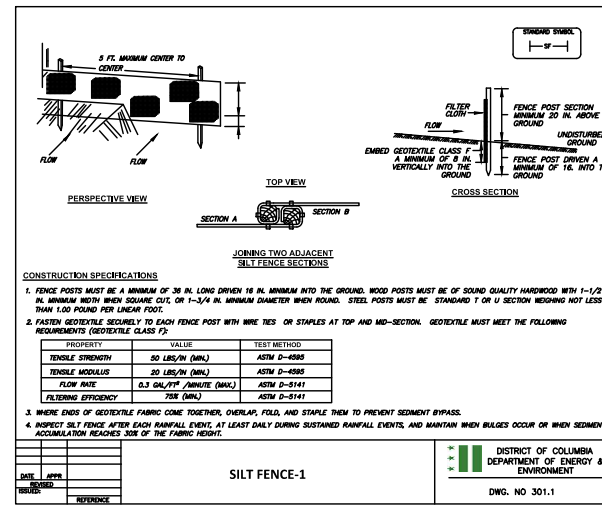 STANDARD SYMBOL
SF
5 FT. MAXIMUM CENTER TO
CENTER
FLOW
FLOW
PERSPECTIVE VIEW
FILTER
CLOTH
FLOW
EMBED GEOTEXTILE CLASS F
A MINIMUM OF 8 IN.
VERTICALLY INTO THE
GROUND
FENCE POST SECTION
MINIMUM 20 IN. ABOVE
GROUND
UNDISTURBED
GROUND
FENCE POST DRIVEN A
MINIMUM OF 16. INTO T
GROUND
CROSS SECTION
TOP VIEW
SECTION A
SECTION B
JOINING TWO ADJACENT
SILT FENCE SECTIONS
CONSTRUCTION SPECIFICATIONS
1. FENCE POSTS MUST BE A MINIMUM OF 36 IN. LONG DRIVEN 16 IN. MINIMUM INTO THE GROUND. WOOD POSTS MUST BE OF SOUND QUALITY HARDWOOD WITH 1-1/2
IN. MINIMUM WIDTH WHEN SQUARE CUT, OR 1-3/4 IN. MINIMUM DIAMETER WHEN ROUND. STEEL POSTS MUST BE STANDARD T OR U SECTION WEIGHING NOT LESS
THAN 1.00 POUND PER LINEAR FOOT.
2. FASTEN GEOTEXTILE SECURELY TO EACH FENCE POST WITH WIRE TIES OR STAPLES AT TOP AND MID-SECTION. GEOTEXTILE MUST MEET THE FOLLOWING
REQUIREMENTS (GEOTEXTILE CLASS F):
PROPERTY VALUE TEST METHOD
TENSILE STRENGTH 50 LBS/IN (MIN.) ASTM D-4595
TENSILE MODULUS 20 LBS/IN (MIN.) ASTM D-4595
FLOW RATE 0.3 GAL/FT² /MINUTE (MAX.) ASTM D-5141
FILTERING EFFICIENCY 75% (MIN.) ASTM D-5141
3. WHERE ENDS OF GEOTEXTILE FABRIC COME TOGETHER, OVERLAP, FOLD, AND STAPLE THEM TO PREVENT SEDIMENT BYPASS.
4. INSPECT SILT FENCE AFTER EACH RAINFALL EVENT, AT LEAST DAILY DURING SUSTAINED RAINFALL EVENTS, AND MAINTAIN WHEN BULGES OCCUR OR WHEN SEDIMEN
ACCUMULATION REACHES 30% OF THE FABRIC HEIGHT.
DATE APPR
REVISED
ISSUED:
REFERENCE
SILT FENCE-1
DISTRICT OF COLUMBIA
DEPARTMENT OF ENERGY &
ENVIRONMENT
DWG. NO 301.1